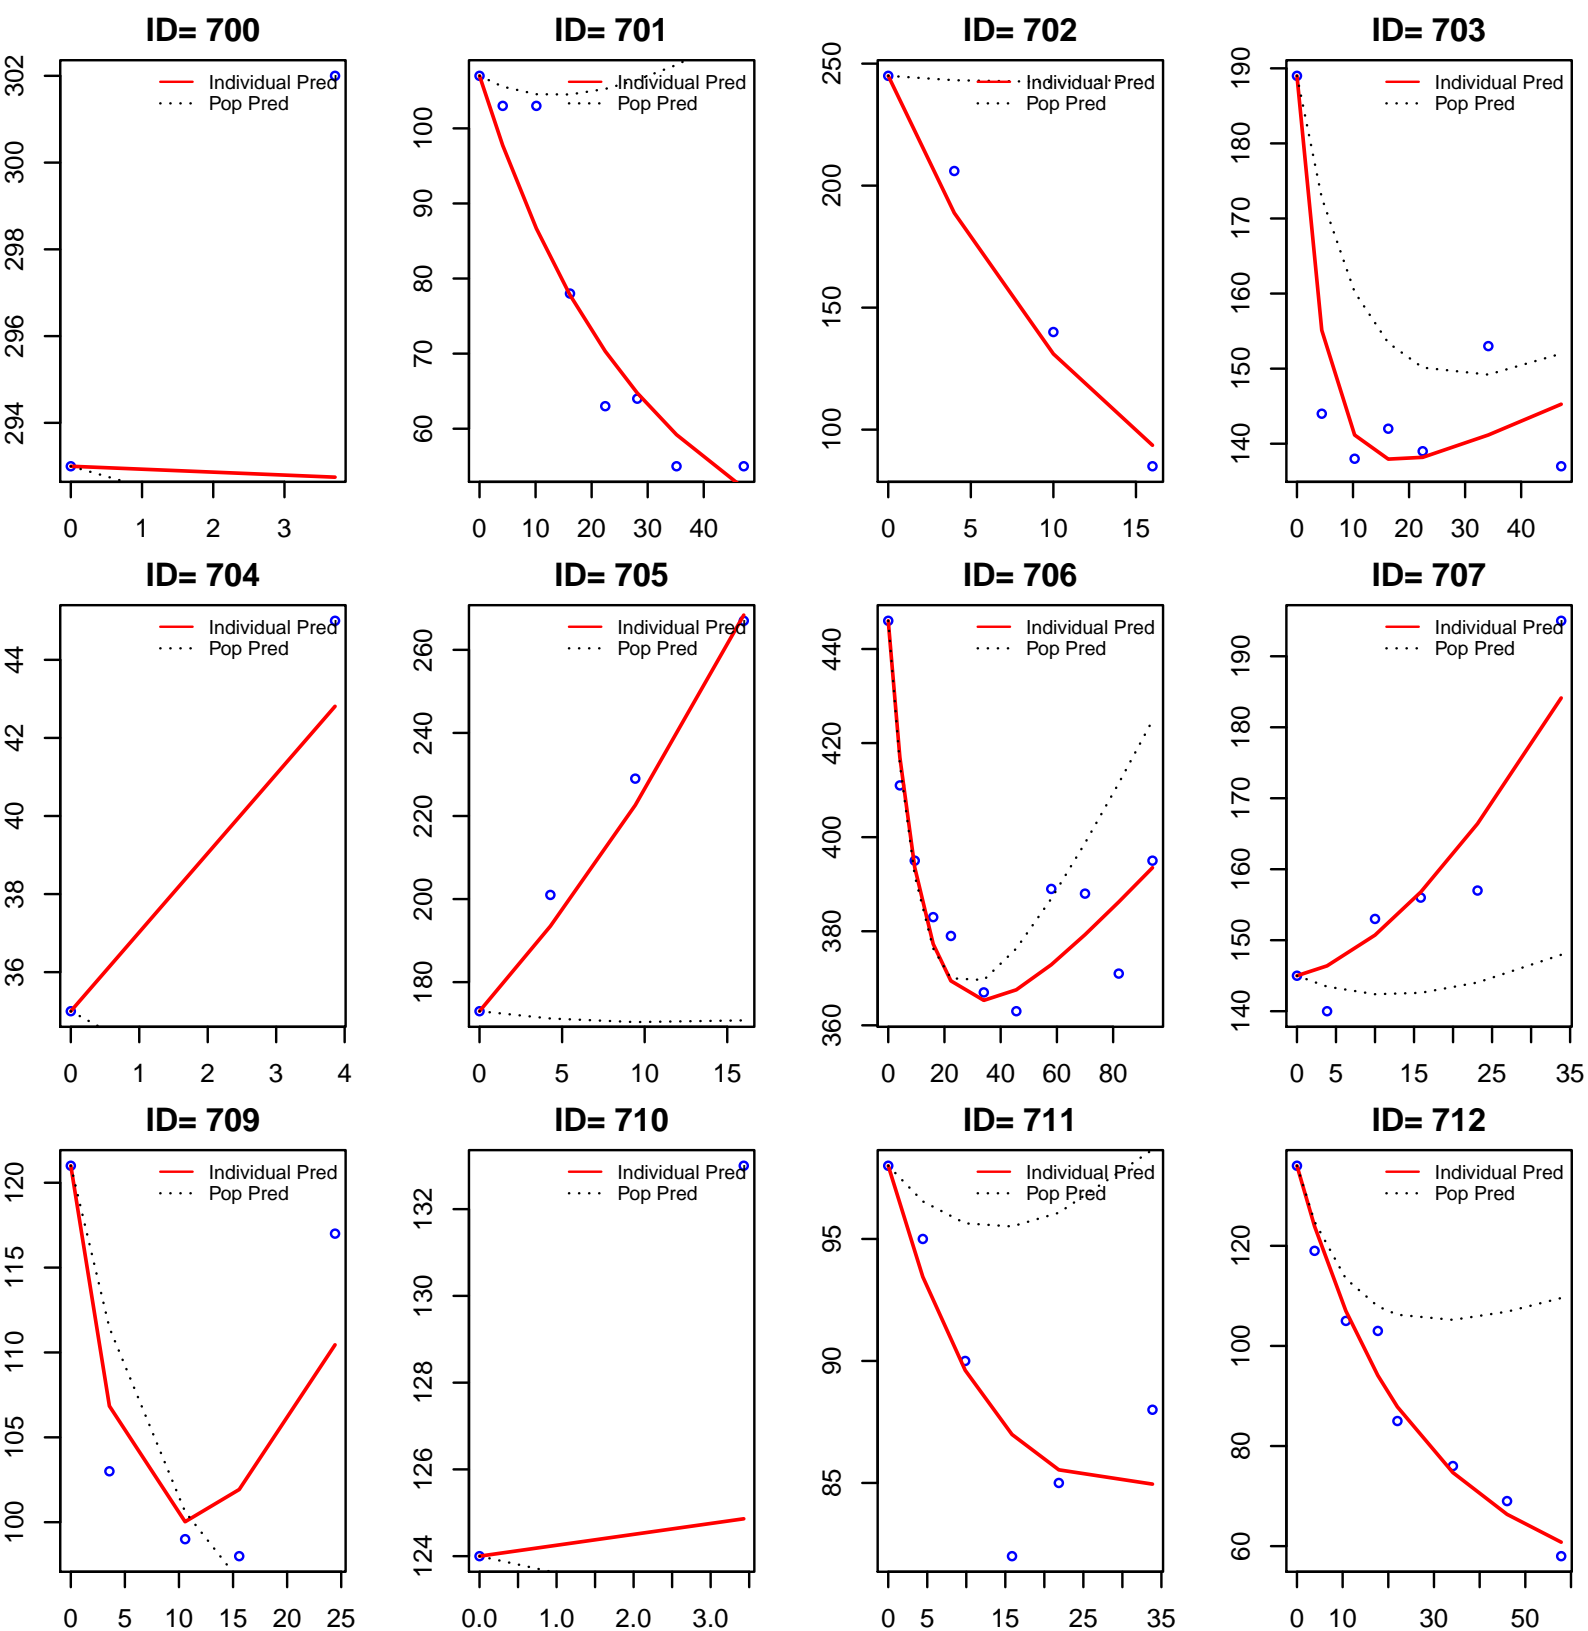 ID= 700
302
300
298
296
294
Individual Pred
Pop Pred
0 1 2 3
ID= 701
100
90
80
70
60
Individual Pred
Pop Pred
0 10 20 30 40
ID= 702
250
200
150
100
Individual Pred
Pop Pred
0 5 10 15
ID= 703
190
180
170
160
150
140
Individual Pred
Pop Pred
0 10 20 30 40
ID= 704
44
42
40
38
36
Individual Pred
Pop Pred
0 1 2 3 4
ID= 705
260
240
220
200
180
Individual Pred
Pop Pred
0 5 10 15
ID= 706
440
420
400
380
360
Individual Pred
Pop Pred
0 20 40 60 80
ID= 707
190
180
170
160
150
140
Individual Pred
Pop Pred
0 5 15 25 35
ID= 709
120
115
110
105
100
Individual Pred
Pop Pred
0 5 10 15 20 25
ID= 710
132
130
128
126
124
Individual Pred
Pop Pred
0.0 1.0 2.0 3.0
ID= 711
95
90
85
Individual Pred
Pop Pred
0 5 15 25 35
ID= 712
120
100
80
60
Individual Pred
Pop Pred
0 10 30 50